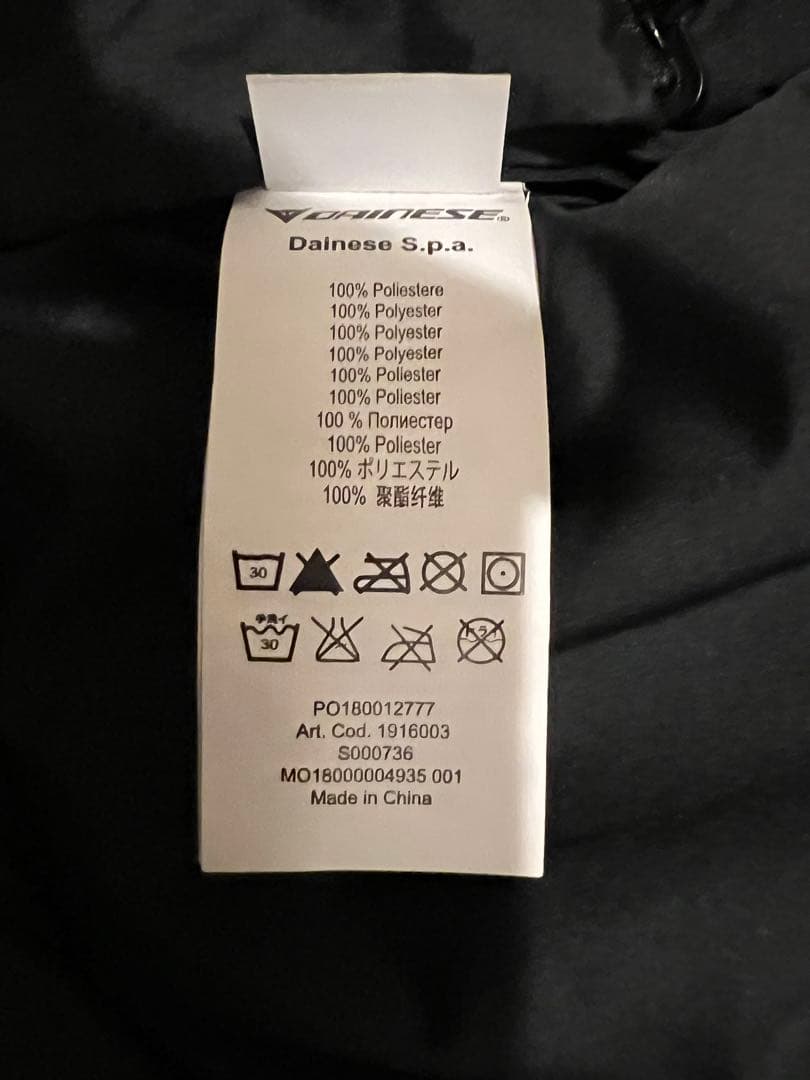 DAINESE®
Dainese S.p.a.
100% Poliestere
100% Polyester
100% Polyester
100% Polyester
100% Poliester
100% Poliester
100 % Полиестер
100% Poliester
100% ポリエステル
100% 聚酯纤维
30
手洗イ
30
ドライ
PO180012777
Art. Cod. 1916003
S000736
MO18000004935 001
Made in China